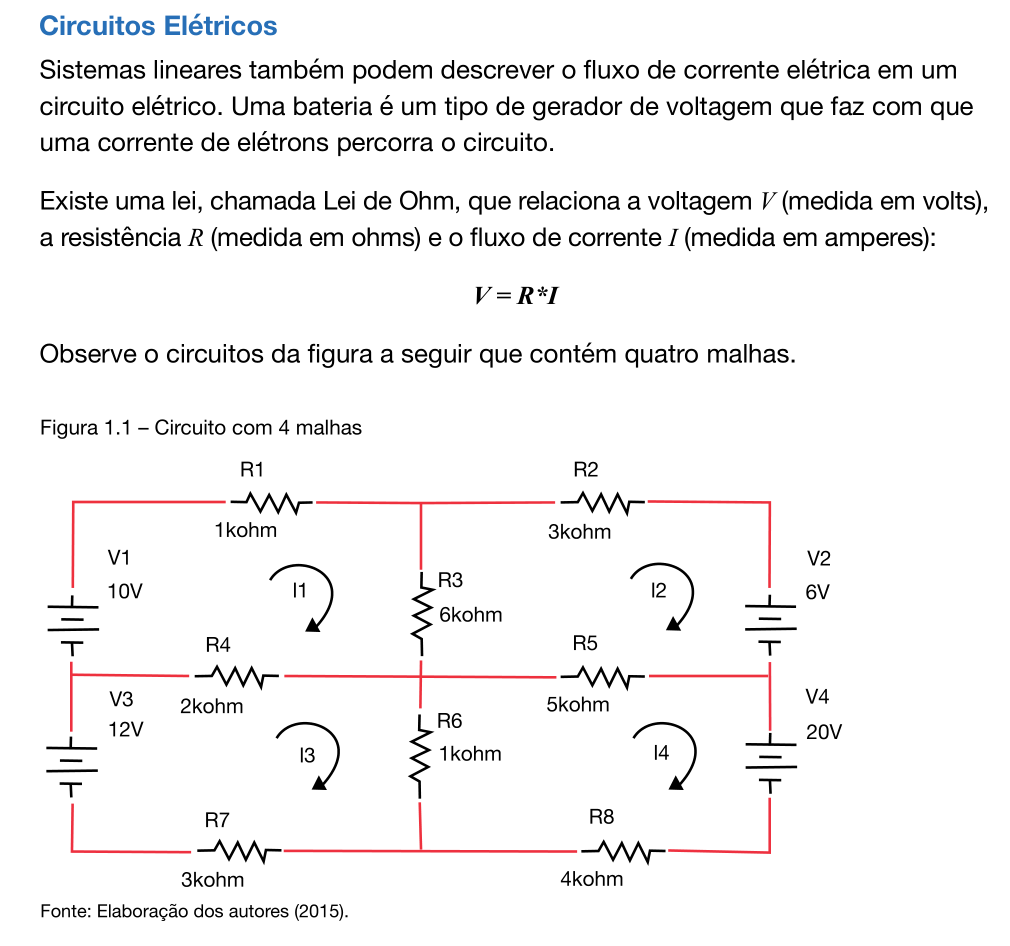 Circuitos Elétricos
Sistemas lineares também podem descrever o fluxo de corrente elétrica em um
circuito elétrico. Uma bateria é um tipo de gerador de voltagem que faz com que
uma corrente de elétrons percorra o circuito.
Existe uma lei, chamada Lei de Ohm, que relaciona a voltagem V (medida em volts),
a resistência R (medida em ohms) e o fluxo de corrente I (medida em amperes):
V = R*I
Observe o circuitos da figura a seguir que contém quatro malhas.
Figura 1.1 – Circuito com 4 malhas
R1
R2
1kohm
3kohm
V1
10V
I1
R3
6kohm
I2
V2
6V
R4
R5
2kohm
5kohm
V3
12V
I3
R6
1kohm
I4
V4
20V
R7
R8
3kohm
4kohm
Fonte: Elaboração dos autores (2015).